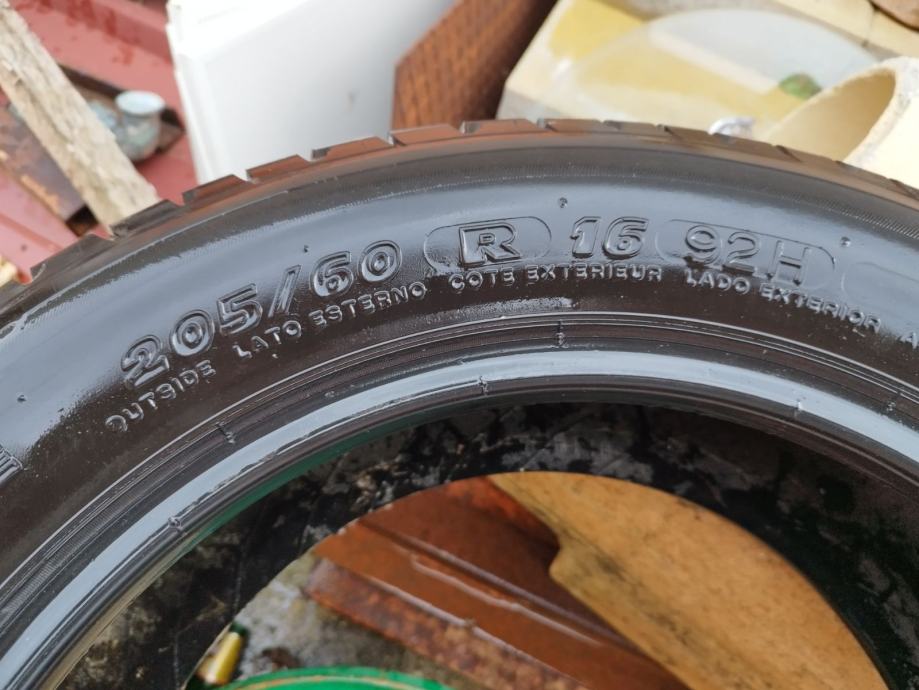 205/60 R 16 92H
OUTSIDE LATO ESTERNO COTE EXTERIEUR LADO EXTERIOR